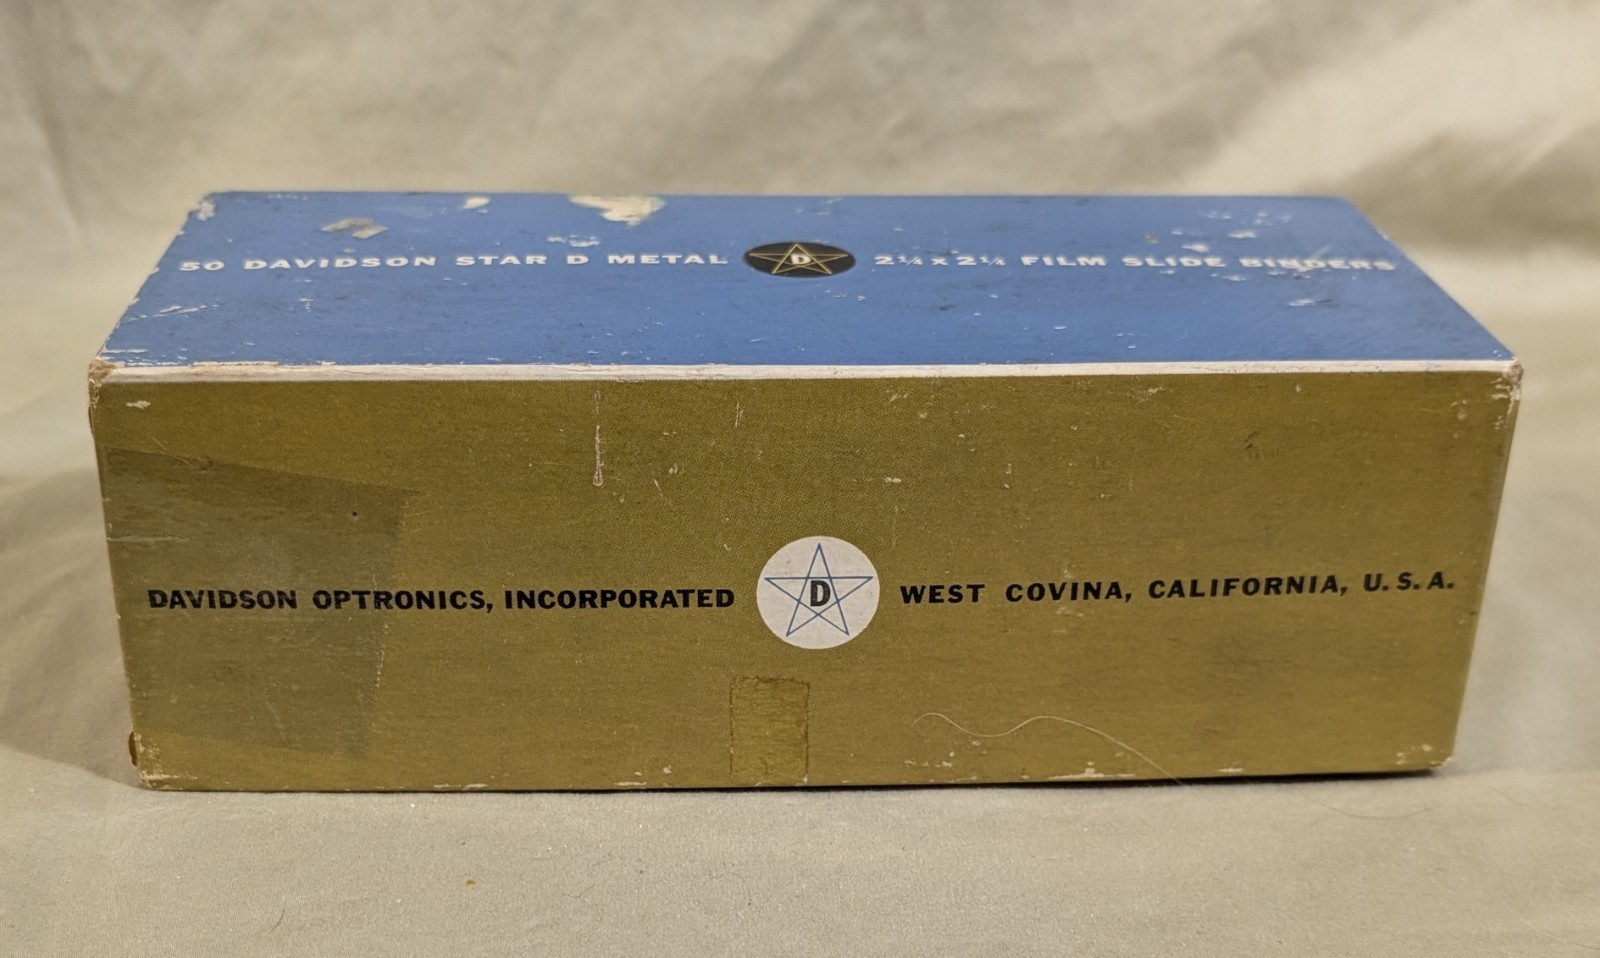 50 DAVIDSON STAR D METAL D 2¼ x 2¼ FILM SLIDE BINDERS
DAVIDSON OPTRONICS, INCORPORATED D WEST COVINA, CALIFORNIA, U.S.A.